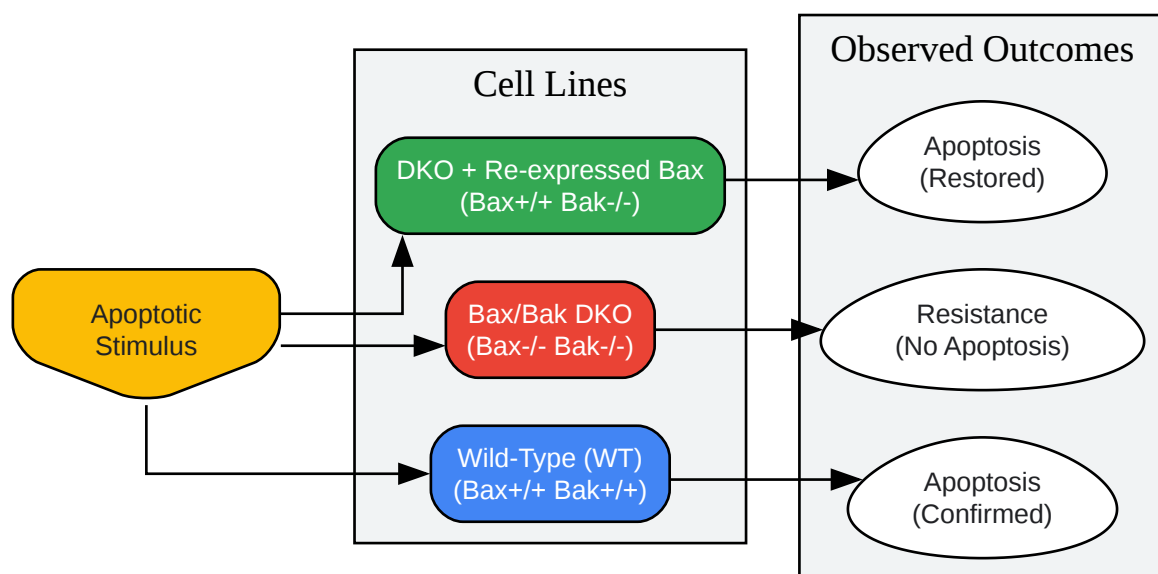 Apoptotic
Stimulus
Cell Lines
DKO + Re-expressed Bax
(Bax+/+ Bak-/-)
Bax/Bak DKO
(Bax-/- Bak-/-)
Wild-Type (WT)
(Bax+/+ Bak+/+)
Observed Outcomes
Apoptosis
(Restored)
Resistance
(No Apoptosis)
Apoptosis
(Confirmed)